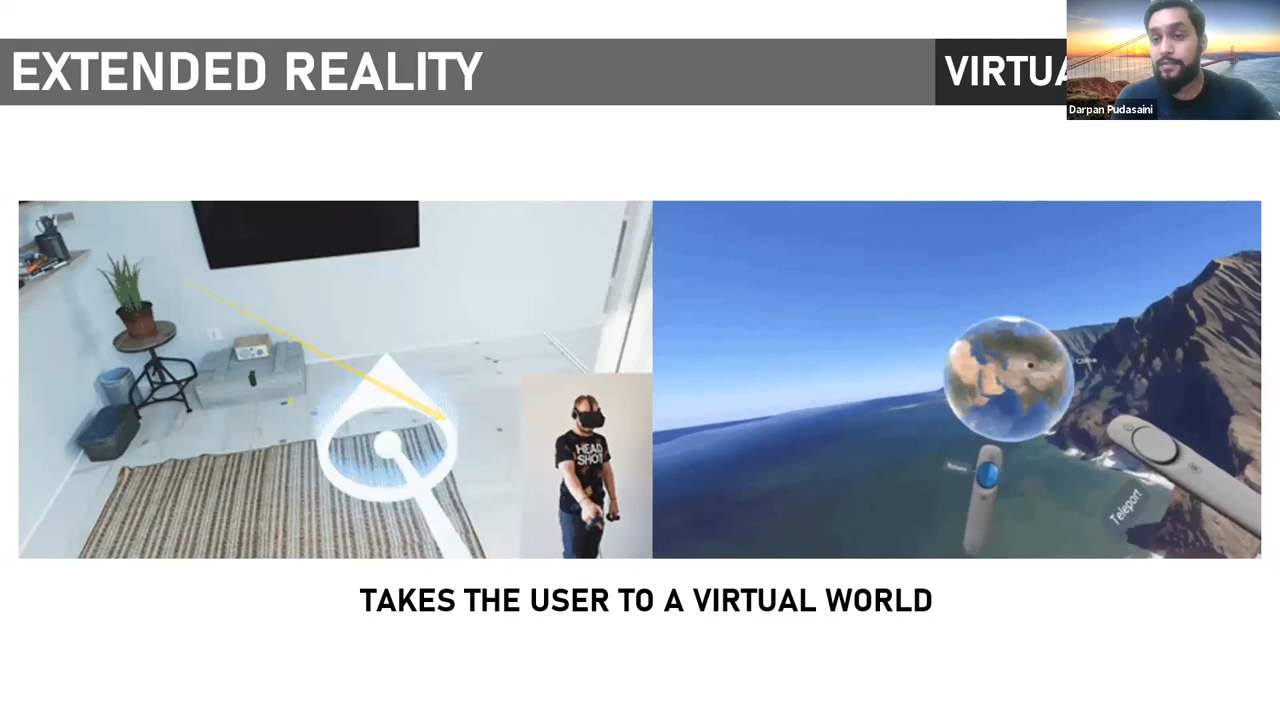 EXTENDED REALITY
VIRTUA
Darpan Pudasaini
HEAD
SHOT
Teleport
TAKES THE USER TO A VIRTUAL WORLD